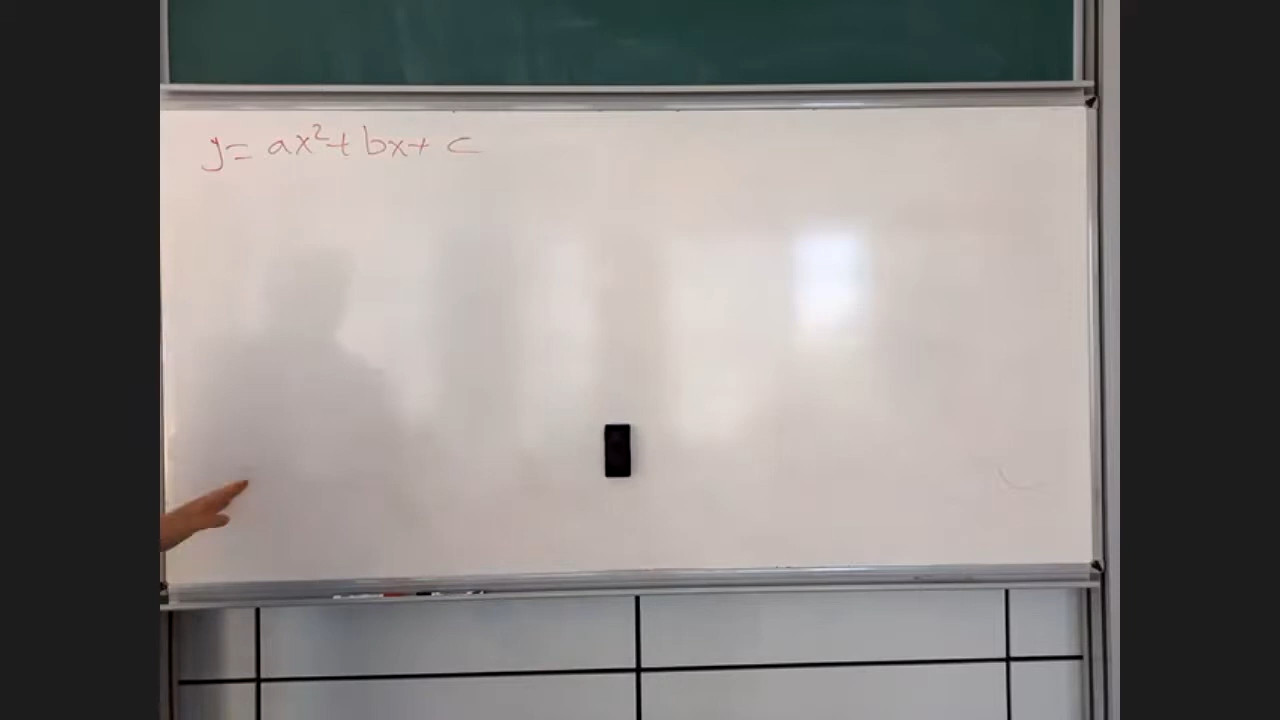 y = ax² + bx + c